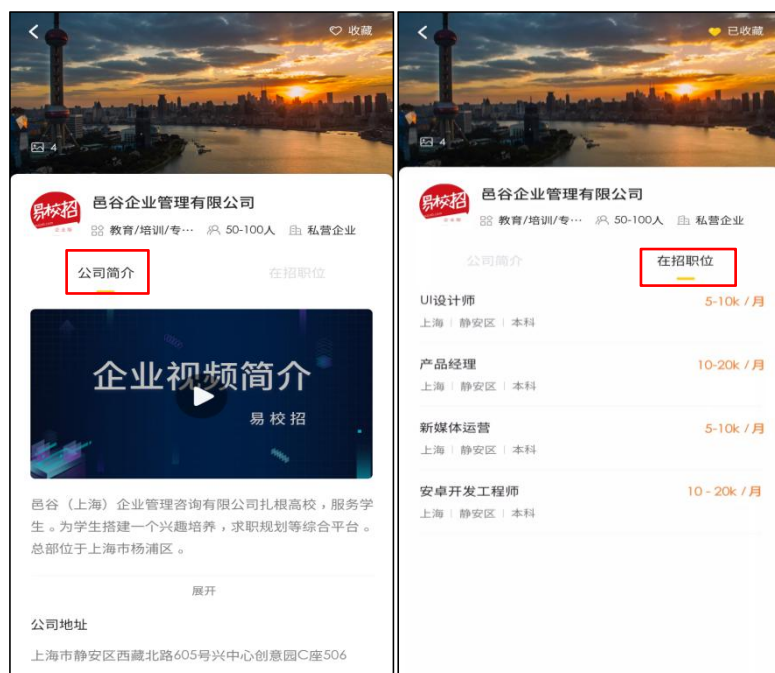 收藏
4
易校招
企业版
邑谷企业管理有限公司
教育/培训/专… 50-100人 私营企业
公司简介 在招职位
企业视频简介
易校招
邑谷（上海）企业管理咨询有限公司扎根高校，服务学
生。为学生搭建一个兴趣培养，求职规划等综合平台。
总部位于上海市杨浦区。
展开
公司地址
上海市静安区西藏北路605号兴中心创意园C座506
已收藏
4
易校招
邑谷企业管理有限公司
教育/培训/专… 50-100人 私营企业
公司简介 在招职位
UI设计师 5-10k /月
上海 | 静安区 | 本科
产品经理 10-20k /月
上海 | 静安区 | 本科
新媒体运营 5-10k /月
上海 | 静安区 | 本科
安卓开发工程师 10 - 20k /月
上海 | 静安区 | 本科